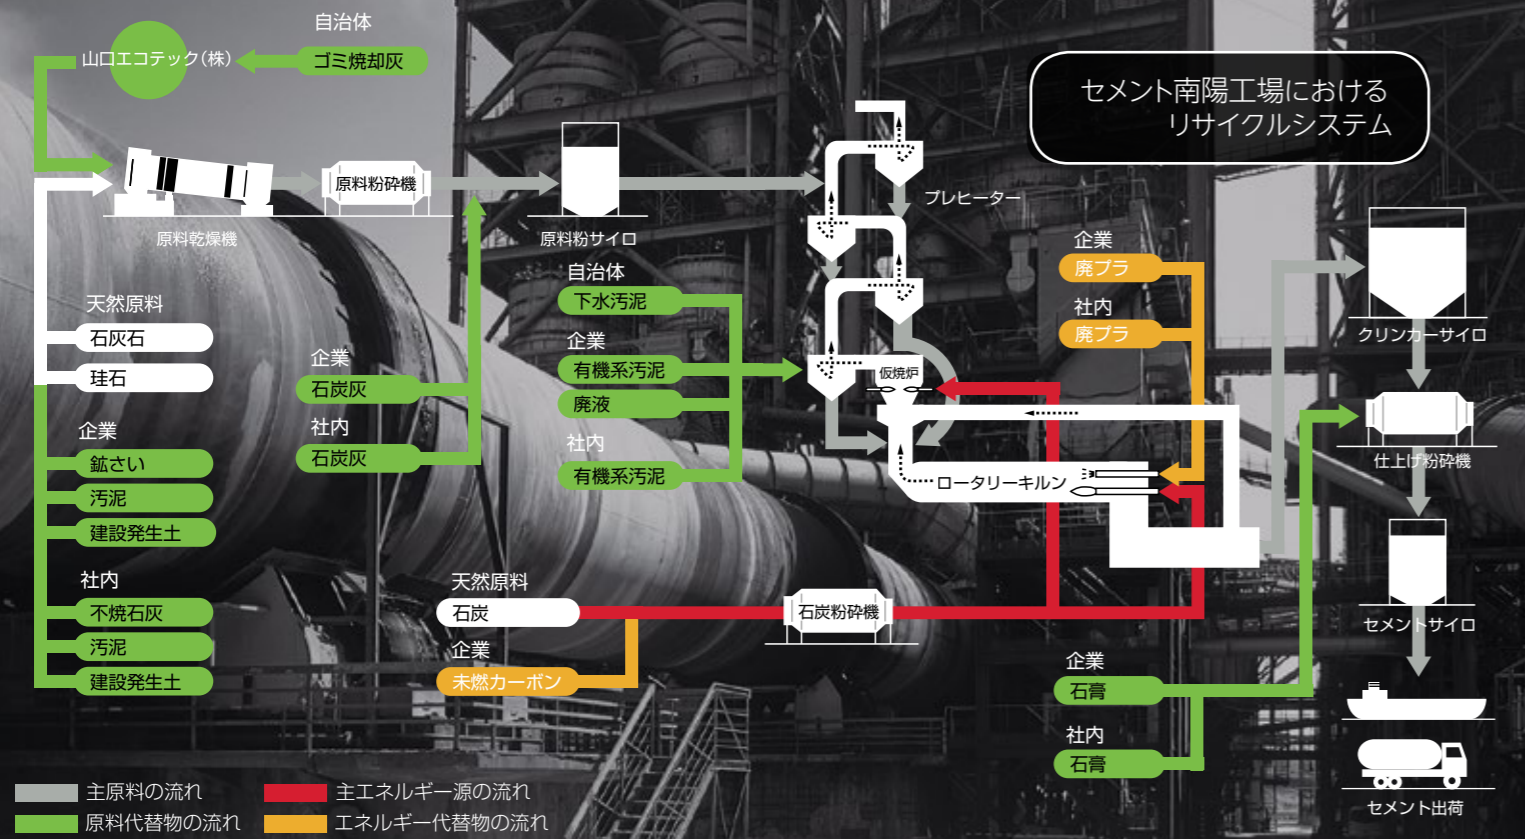 セメント南陽工場における
リサイクルシステム
自治体
ゴミ焼却灰
山口エコテック(株)
原料乾燥機
原料粉砕機
原料粉サイロ
プレヒーター
天然原料
石灰石
珪石
企業
鉱さい
汚泥
建設発生土
社内
不焼石灰
汚泥
建設発生土
企業
石炭灰
社内
石炭灰
自治体
下水汚泥
企業
有機系汚泥
廃液
社内
有機系汚泥
仮焼炉
ロータリーキルン
企業
廃プラ
社内
廃プラ
天然原料
石炭
企業
未燃カーボン
石炭粉砕機
クリンカーサイロ
仕上げ粉砕機
セメントサイロ
企業
石膏
社内
石膏
セメント出荷
主原料の流れ
主エネルギー源の流れ
原料代替物の流れ
エネルギー代替物の流れ